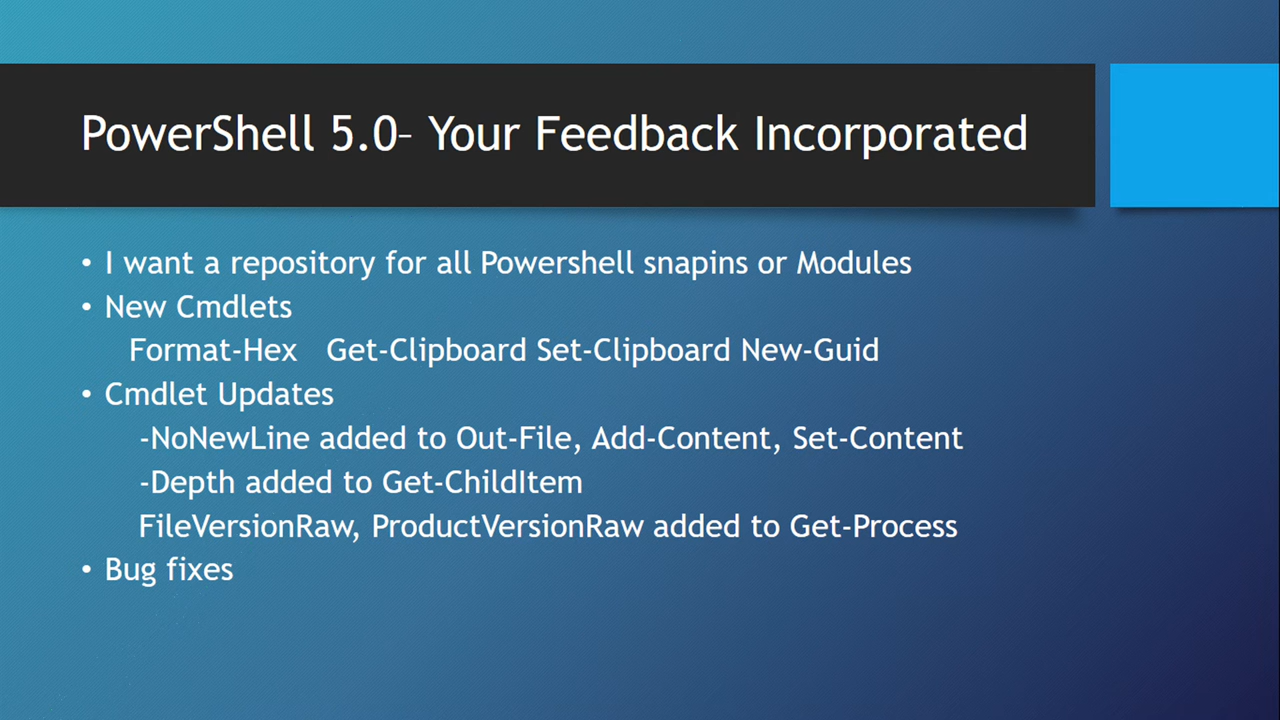 PowerShell 5.0– Your Feedback Incorporated
• I want a repository for all Powershell snapins or Modules
• New Cmdlets
Format-Hex Get-Clipboard Set-Clipboard New-Guid
• Cmdlet Updates
-NoNewLine added to Out-File, Add-Content, Set-Content
-Depth added to Get-ChildItem
FileVersionRaw, ProductVersionRaw added to Get-Process
• Bug fixes